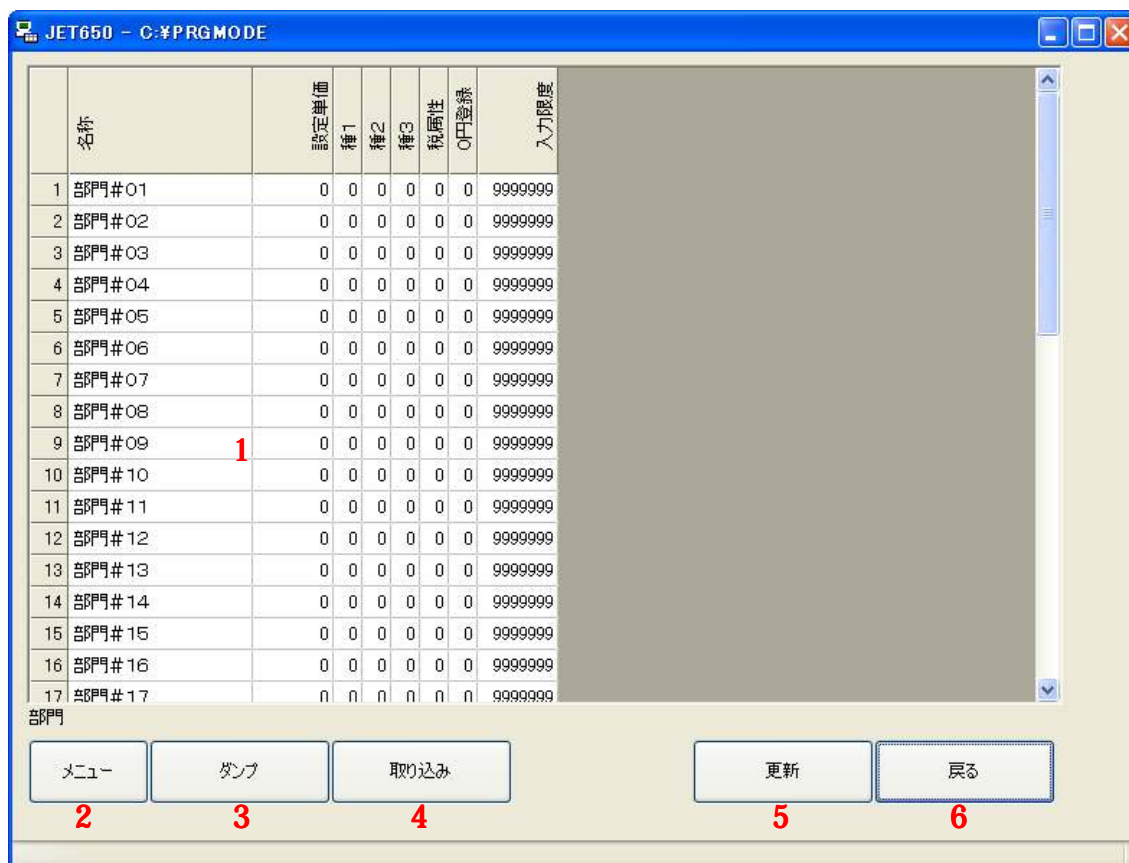 JET650 - C:¥PRGMODE
名称 設定単価 種1 種2 種3 税属性 0円登録 入力限度
1 部門#01 0 0 0 0 0 0 9999999
2 部門#02 0 0 0 0 0 0 9999999
3 部門#03 0 0 0 0 0 0 9999999
4 部門#04 0 0 0 0 0 0 9999999
5 部門#05 0 0 0 0 0 0 9999999
6 部門#06 0 0 0 0 0 0 9999999
7 部門#07 0 0 0 0 0 0 9999999
8 部門#08 0 0 0 0 0 0 9999999
9 部門#09 0 0 0 0 0 0 9999999
1
10 部門#10 0 0 0 0 0 0 9999999
11 部門#11 0 0 0 0 0 0 9999999
12 部門#12 0 0 0 0 0 0 9999999
13 部門#13 0 0 0 0 0 0 9999999
14 部門#14 0 0 0 0 0 0 9999999
15 部門#15 0 0 0 0 0 0 9999999
16 部門#16 0 0 0 0 0 0 9999999
17 部門#17 0 0 0 0 0 0 9999999
部門
メニュー ダンプ 取り込み 更新 戻る
2 3 4 5 6